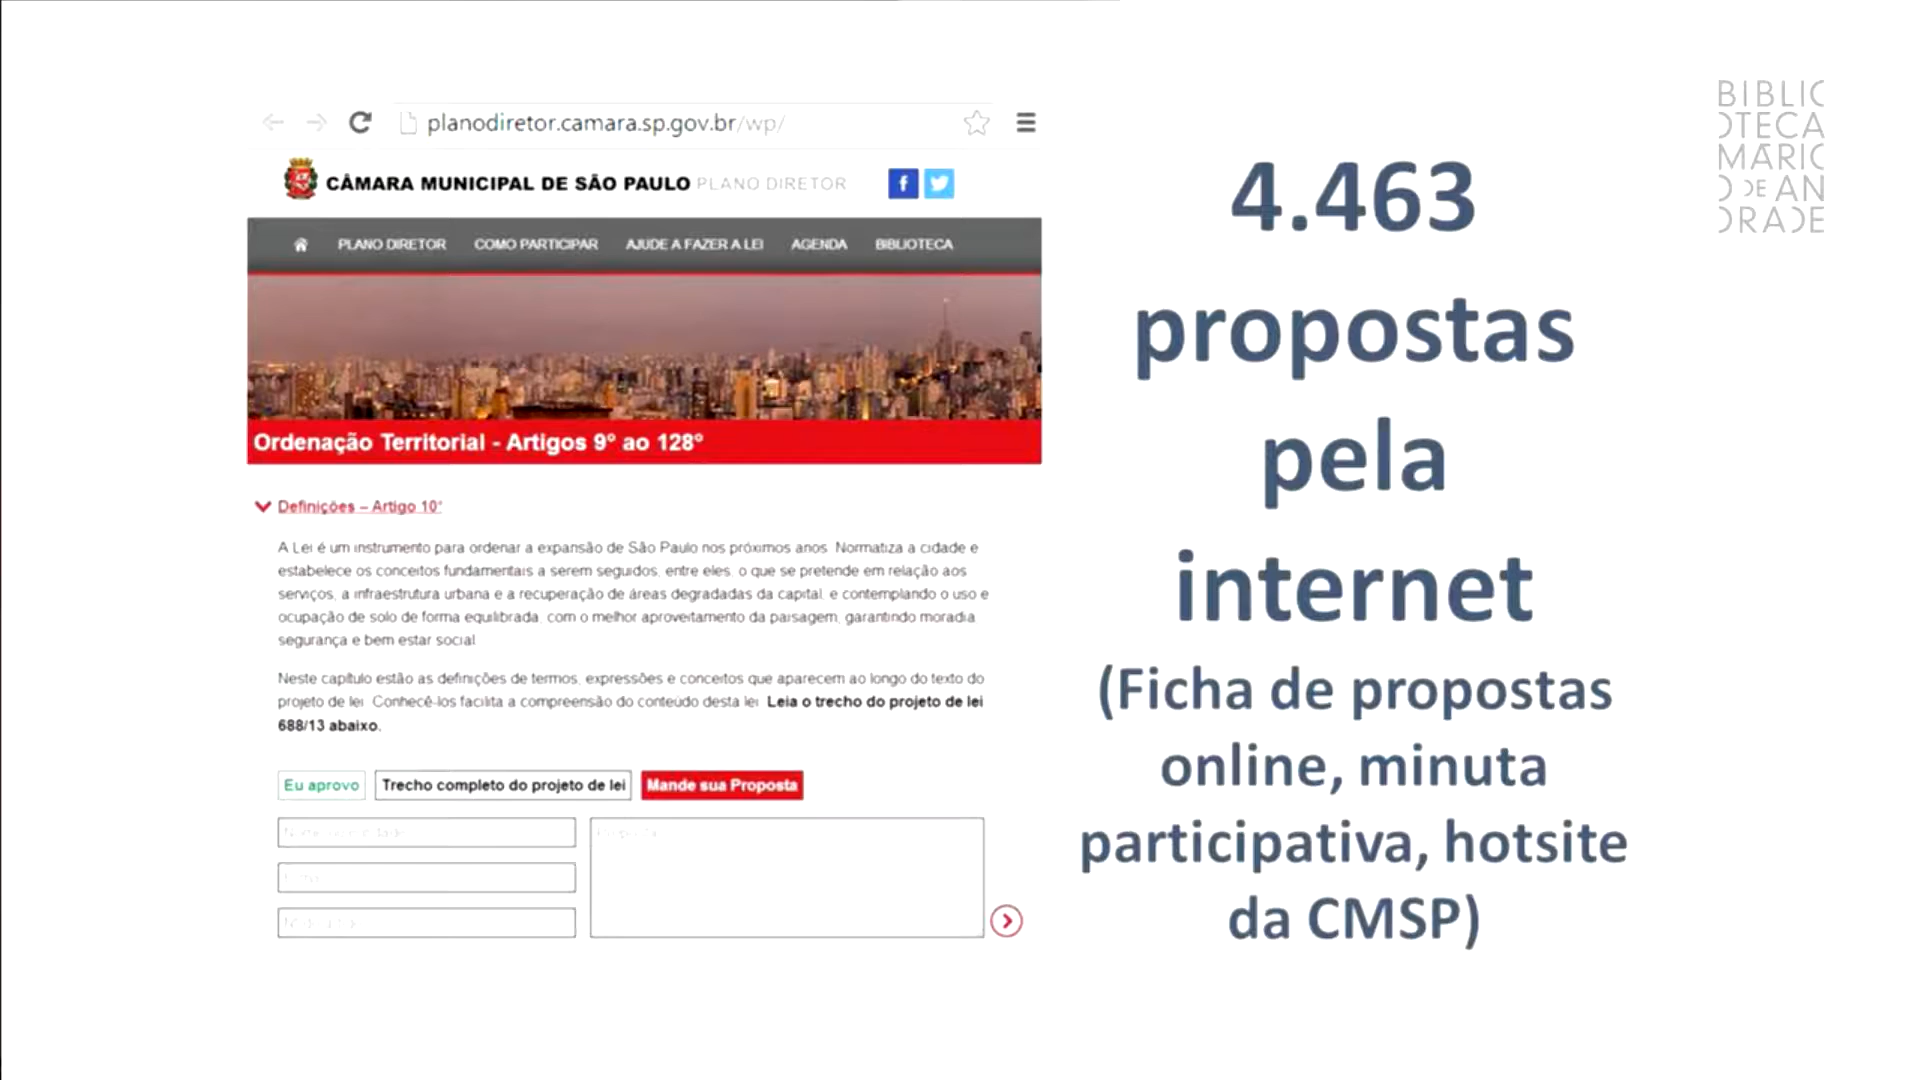 planodiretor.camara.sp.gov.br/wp/
CÂMARA MUNICIPAL DE SÃO PAULO PLANO DIRETOR
PLANO DIRETOR COMO PARTICIPAR AJUDE A FAZER A LEI AGENDA BIBLIOTECA
Ordenação Territorial - Artigos 9º ao 128º
Definições – Artigo 10°
A Lei é um instrumento para ordenar a expansão de São Paulo nos próximos anos. Normatiza a cidade e
estabelece os conceitos fundamentais a serem seguidos, entre eles, o que se pretende em relação aos
serviços, a infraestrutura urbana e a recuperação de áreas degradadas da capital, e contemplando o uso e
ocupação de solo de forma equilibrada, com o melhor aproveitamento da paisagem, garantindo moradia,
segurança e bem estar social.
Neste capítulo estão as definições de termos, expressões e conceitos que aparecem ao longo do texto do
projeto de lei. Conhecê-los facilita a compreensão do conteúdo desta lei. Leia o trecho do projeto de lei
688/13 abaixo.
Eu aprovo Trecho completo do projeto de lei Mande sua Proposta
4.463
propostas
pela
internet
(Ficha de propostas
online, minuta
participativa, hotsite
da CMSP)
BIBLIO
OTECA
MÁRIO
O DE AN
DRADE